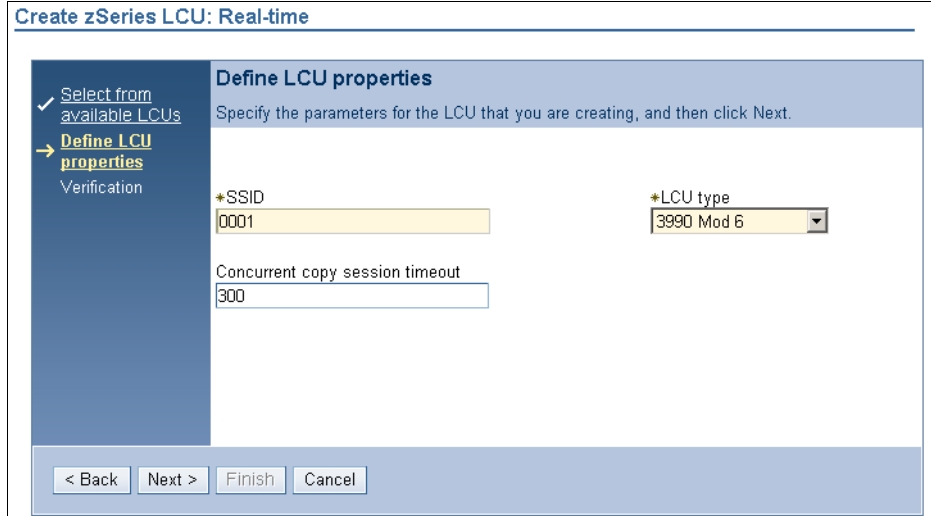 Create zSeries LCU: Real-time
Select from
available LCUs
Define LCU
properties
Verification
Define LCU properties
Specify the parameters for the LCU that you are creating, and then click Next.
*SSID
0001
*LCU type
3990 Mod 6
Concurrent copy session timeout
300
< Back
Next >
Finish
Cancel